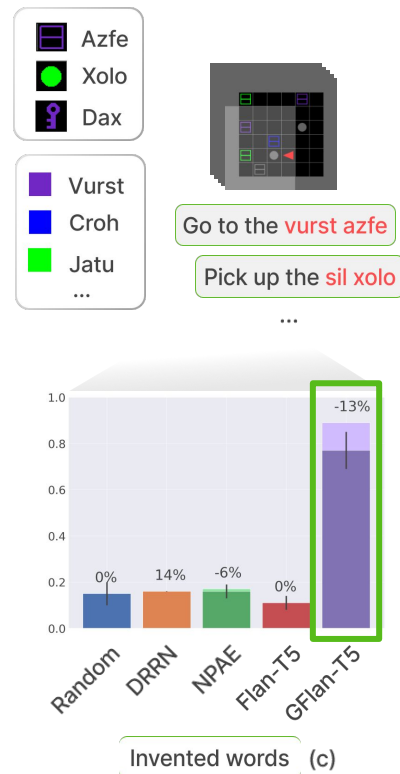 Azfe
Xolo
Dax
Vurst
Croh
Jatu
...
Go to the vurst azfe
Pick up the sil xolo
...
1.0
0.8
0.6
0.4
0.2
0.0
0%
14%
-6%
0%
-13%
Random
DRRN
NPAE
Flan-T5
GFlan-T5
Invented words (c)